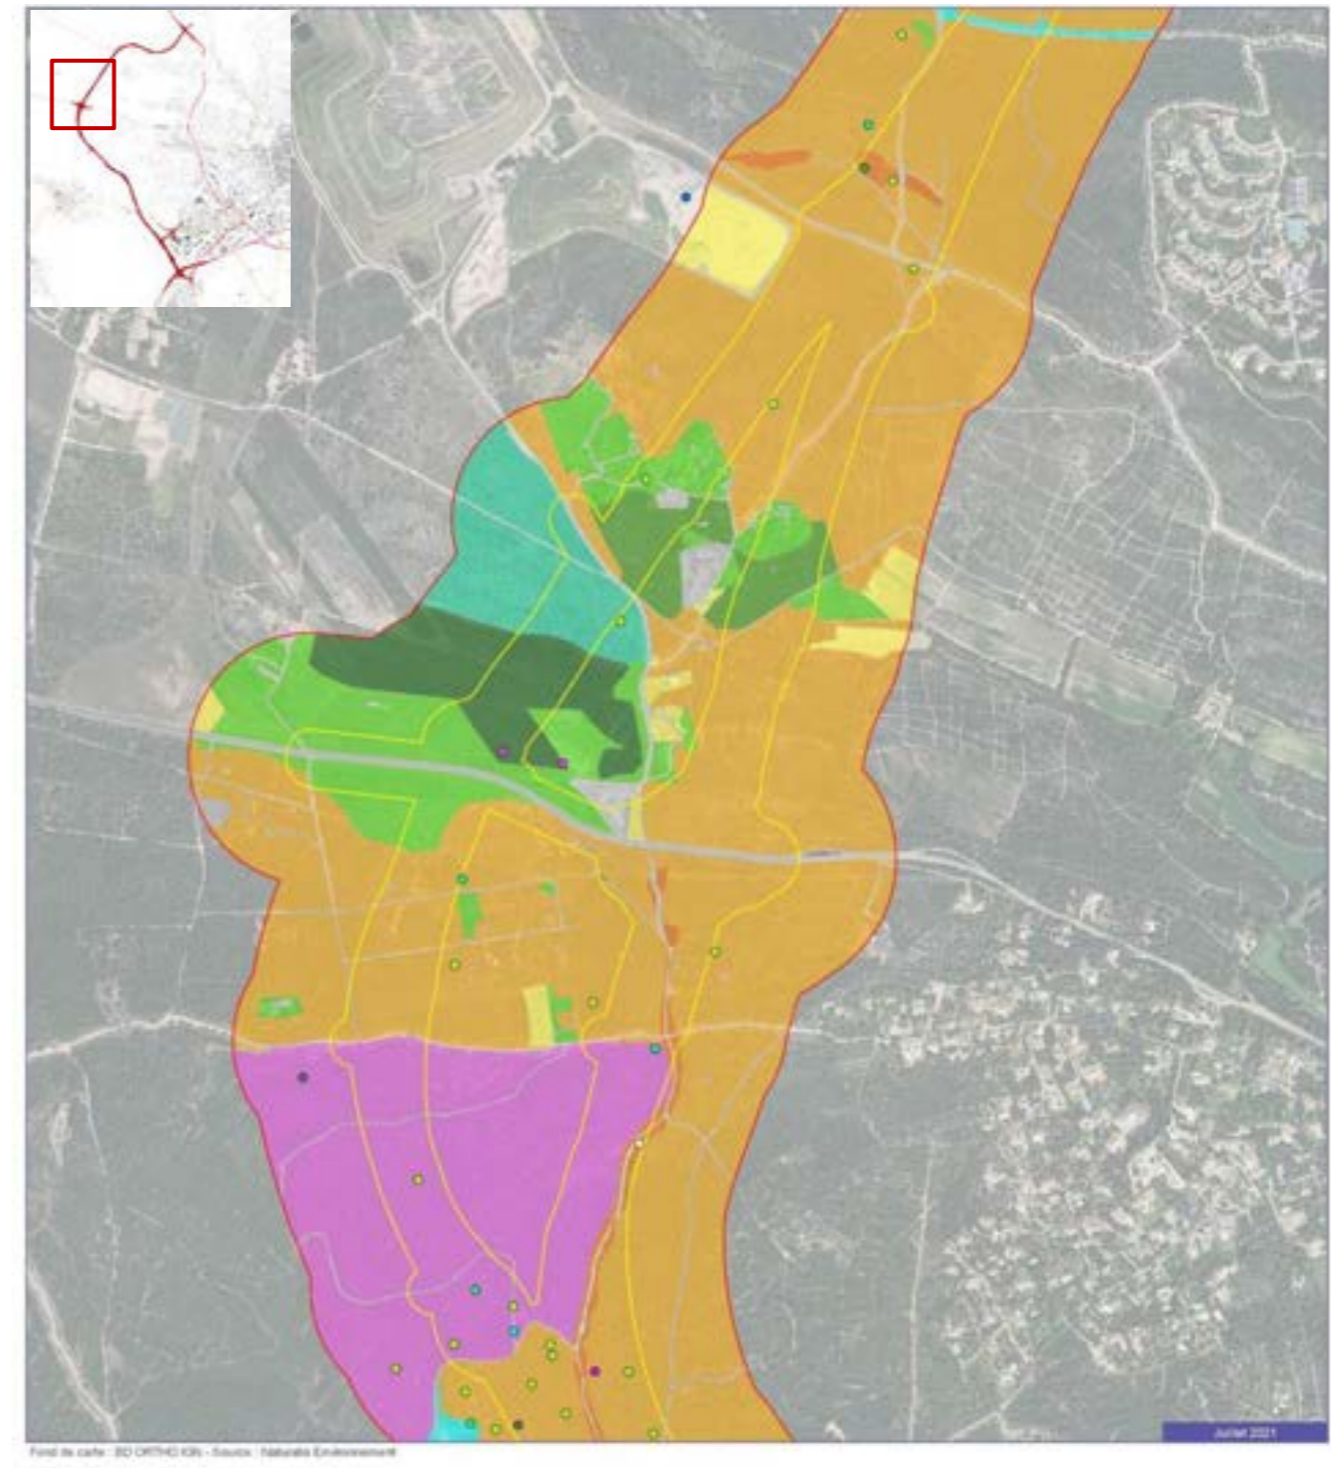 Juillet 2021
Fond de carte : BD ORTHO IGN - Source : Naturalia Environnement